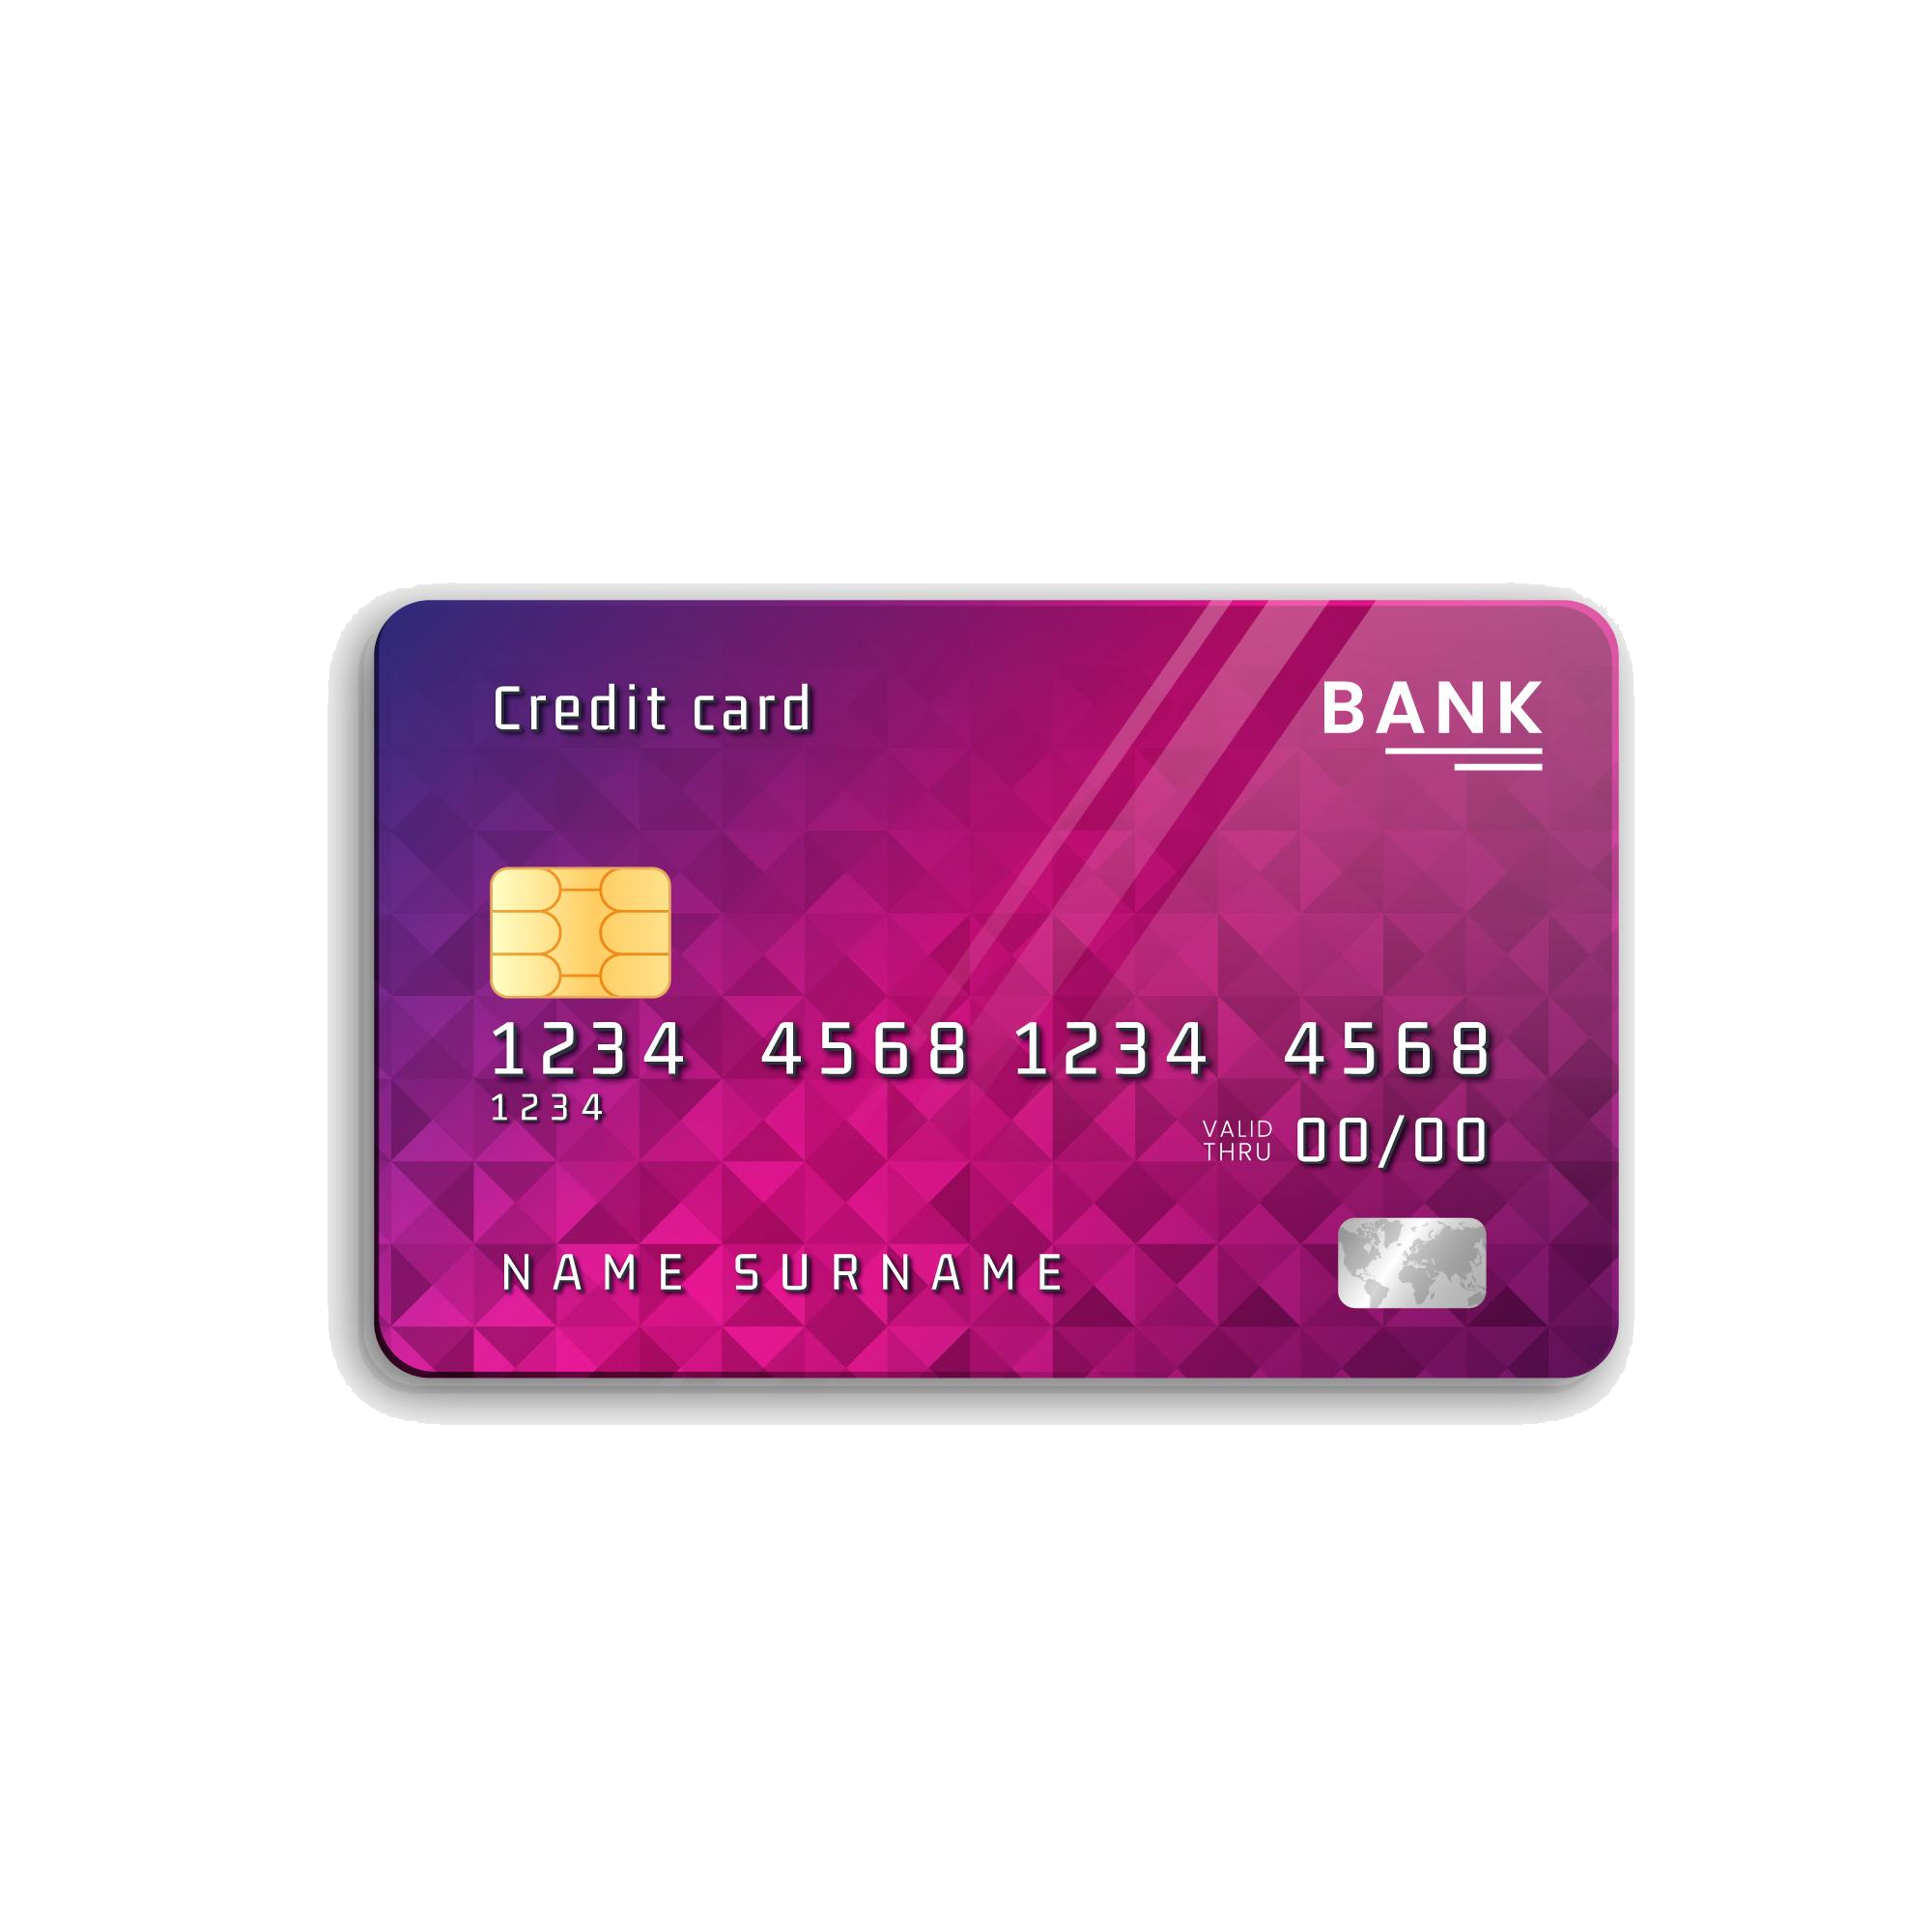 Credit card
BANK
1234 4568 1234 4568
1234
VALID
THRU
00/00
NAME SURNAME